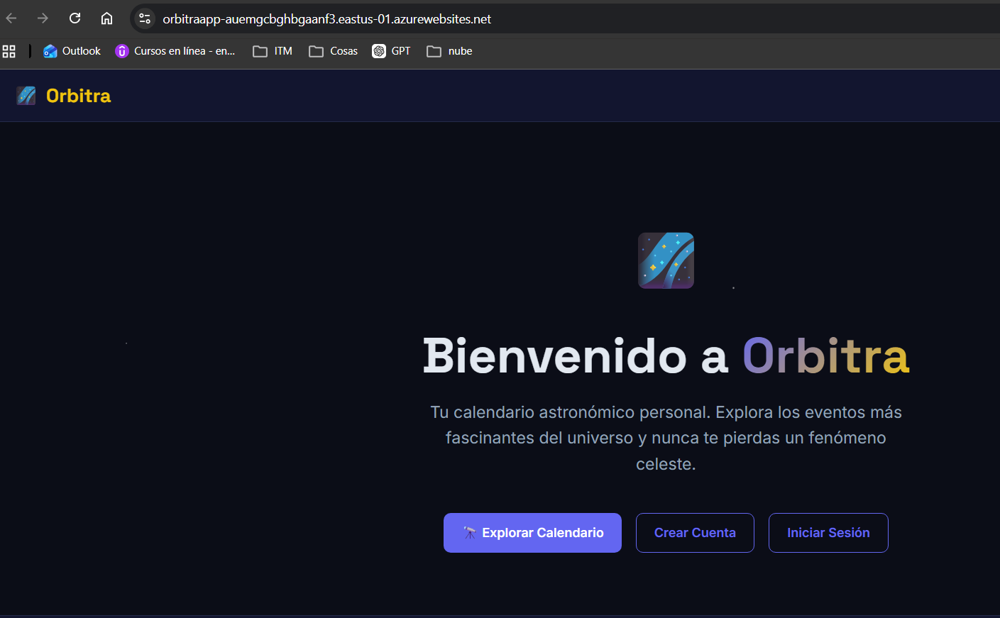 orbitraapp-auemgcbghbgaanf3.eastus-01.azurewebsites.net
Outlook Cursos en línea - en... ITM Cosas GPT nube
Orbitra
Bienvenido a Orbitra
Tu calendario astronómico personal. Explora los eventos más
fascinantes del universo y nunca te pierdas un fenómeno
celeste.
Explorar Calendario Crear Cuenta Iniciar Sesión